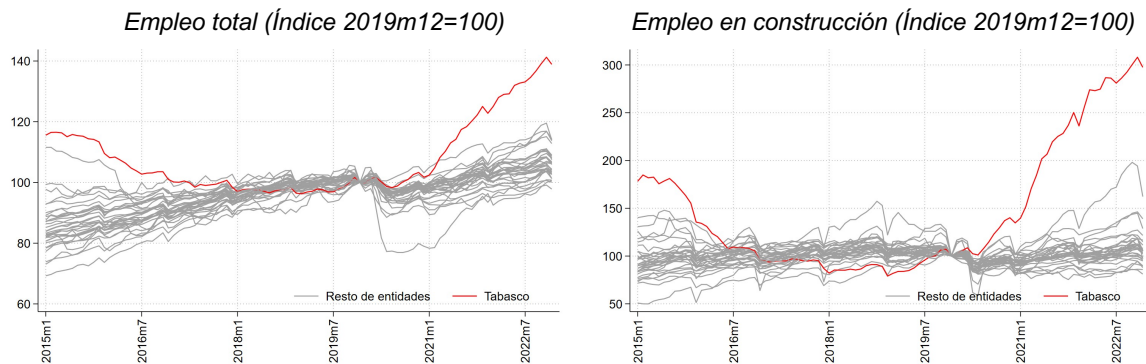 Empleo total (Índice 2019m12=100)
140
120
100
80
60
Resto de entidades
Tabasco
2015m1
2016m7
2018m1
2019m7
2021m1
2022m7
Empleo en construcción (Índice 2019m12=100)
300
250
200
150
100
50
Resto de entidades
Tabasco
2015m1
2016m7
2018m1
2019m7
2021m1
2022m7